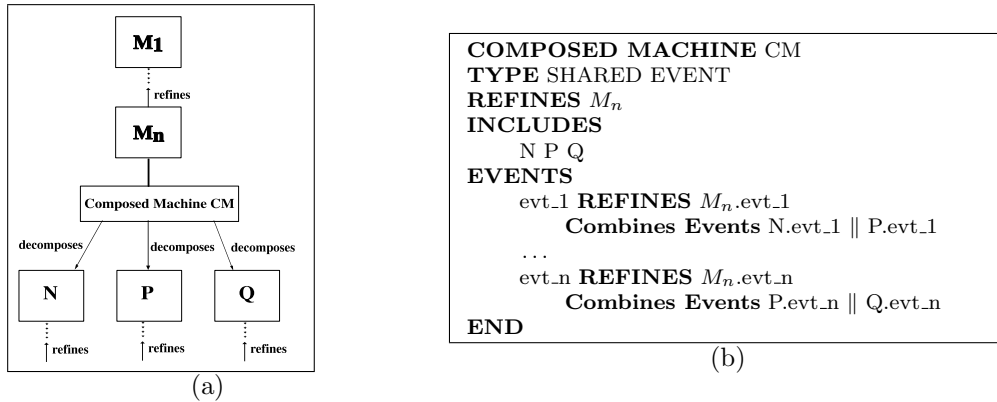 M1
refines
Mn
Composed Machine CM
decomposes decomposes decomposes
N P Q
refines refines refines
(a)
COMPOSED MACHINE CM
TYPE SHARED EVENT
REFINES Mn
INCLUDES
N P Q
EVENTS
evt_1 REFINES Mn.evt_1
Combines Events N.evt_1 ∥ P.evt_1
...
evt_n REFINES Mn.evt_n
Combines Events P.evt_n ∥ Q.evt_n
END
(b)